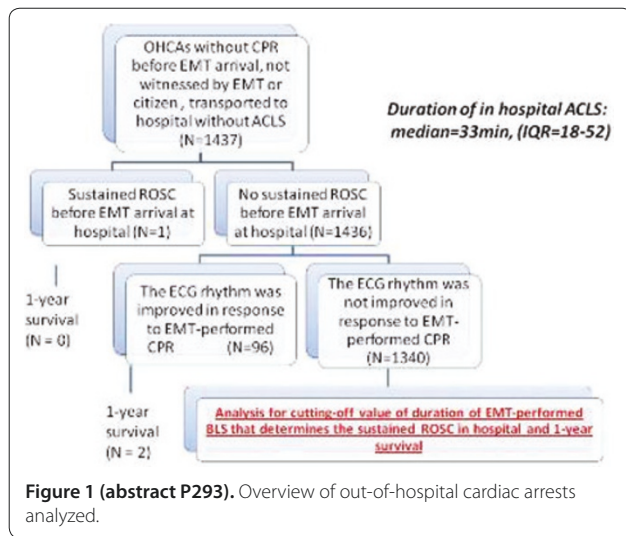 OHCAs without CPR
before EMT arrival, not
witnessed by EMT or
citizen, transported to
hospital without ACLS
(N=1437)
Duration of in hospital ACLS:
median=33min, (IQR=18-52)
Sustained ROSC
before EMT arrival at
hospital (N=1)
No sustained ROSC
before EMT arrival
at hospital (N=1436)
1-year
survival
(N = 0)
The ECG rhythm was
improved in response
to EMT-performed
CPR (N=96)
The ECG rhythm was
not improved in
response to EMT-
performed CPR
(N=1340)
1-year
survival
(N = 2)
Analysis for cutting-off value of duration of EMT-performed
BLS that determines the sustained ROSC in hospital and 1-year
survival
Figure 1 (abstract P293). Overview of out-of-hospital cardiac arrests
analyzed.